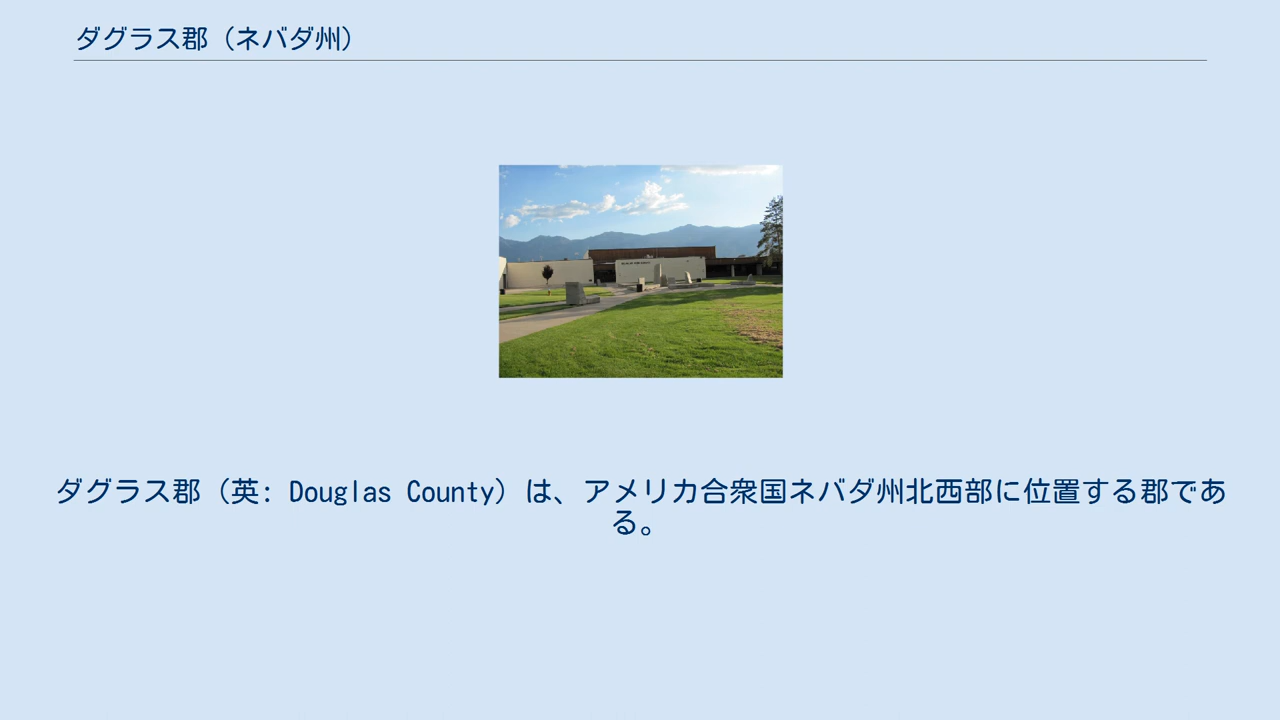 ダグラス郡（ネバダ州）
ダグラス郡（英: Douglas County）は、アメリカ合衆国ネバダ州北西部に位置する郡であ
る。